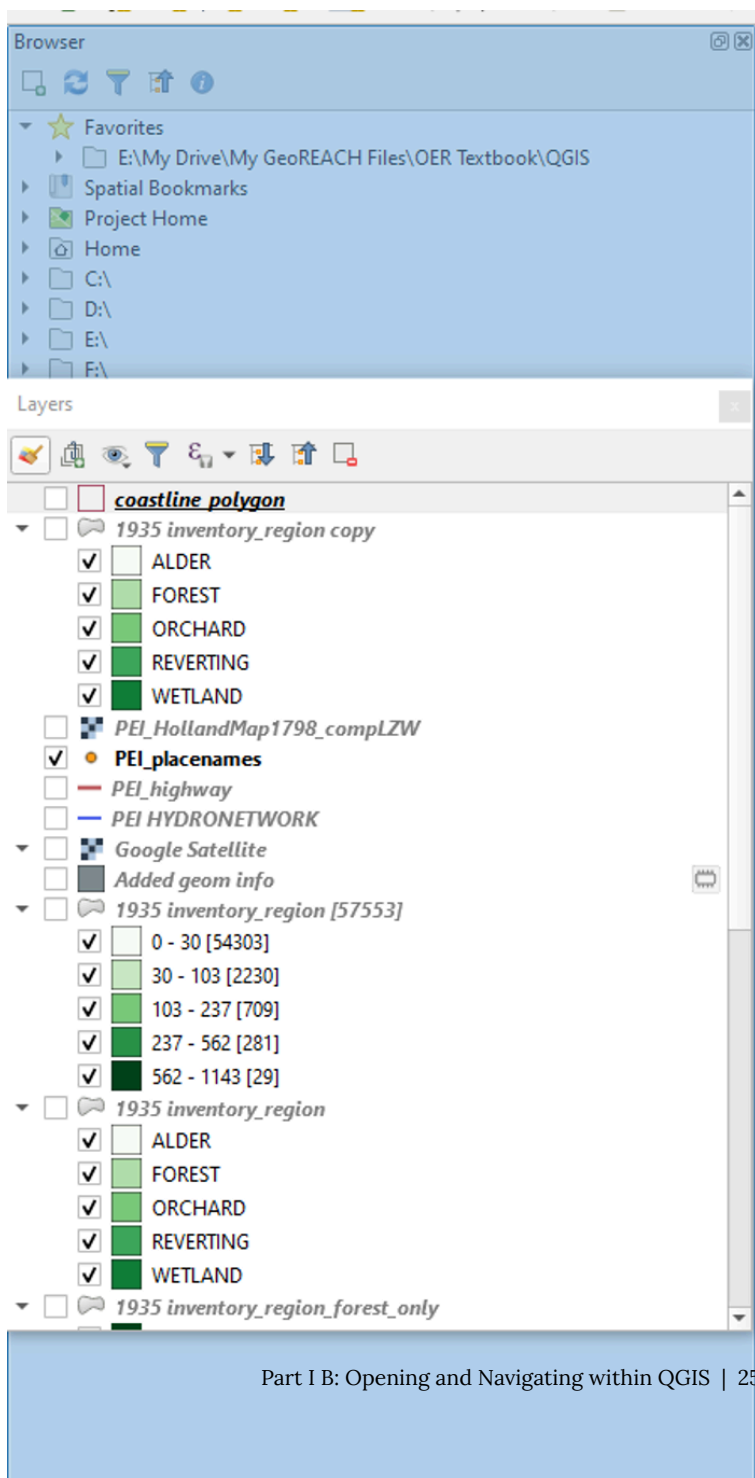 Browser
Favorites
E:\My Drive\My GeoREACH Files\OER Textbook\QGIS
Spatial Bookmarks
Project Home
Home
C:\
D:\
E:\
F:\
Layers
coastline_polygon
1935 inventory_region copy
ALDER
FOREST
ORCHARD
REVERTING
WETLAND
PEI_HollandMap1798_compLZW
PEI_placenames
PEI_highway
PEI HYDRONETWORK
Google Satellite
Added geom info
1935 inventory_region [57553]
0 - 30 [54303]
30 - 103 [2230]
103 - 237 [709]
237 - 562 [281]
562 - 1143 [29]
1935 inventory_region
ALDER
FOREST
ORCHARD
REVERTING
WETLAND
1935 inventory_region_forest_only
Part I B: Opening and Navigating within QGIS | 25